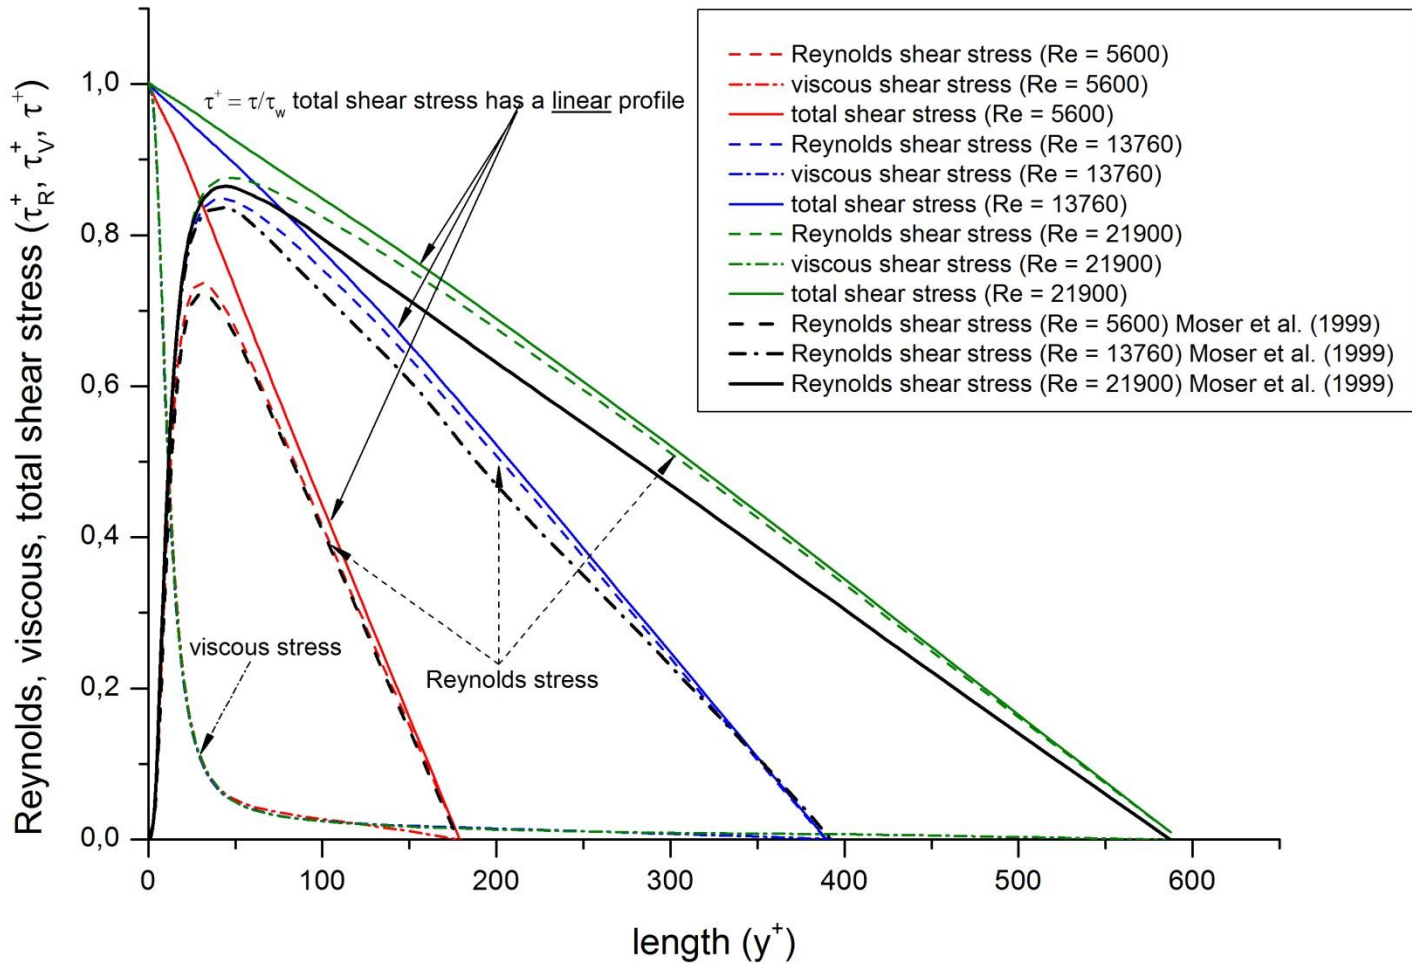 Reynolds, viscous, total shear stress (τ_R^+, τ_V^+, τ^+)
1,0
0,8
0,6
0,4
0,2
0,0
0
100
200
300
400
500
600
length (y^+)
τ^+ = τ/τ_w total shear stress has a linear profile
viscous stress
Reynolds stress
Reynolds shear stress (Re = 5600)
viscous shear stress (Re = 5600)
total shear stress (Re = 5600)
Reynolds shear stress (Re = 13760)
viscous shear stress (Re = 13760)
total shear stress (Re = 13760)
Reynolds shear stress (Re = 21900)
viscous shear stress (Re = 21900)
total shear stress (Re = 21900)
Reynolds shear stress (Re = 5600) Moser et al. (1999)
Reynolds shear stress (Re = 13760) Moser et al. (1999)
Reynolds shear stress (Re = 21900) Moser et al. (1999)